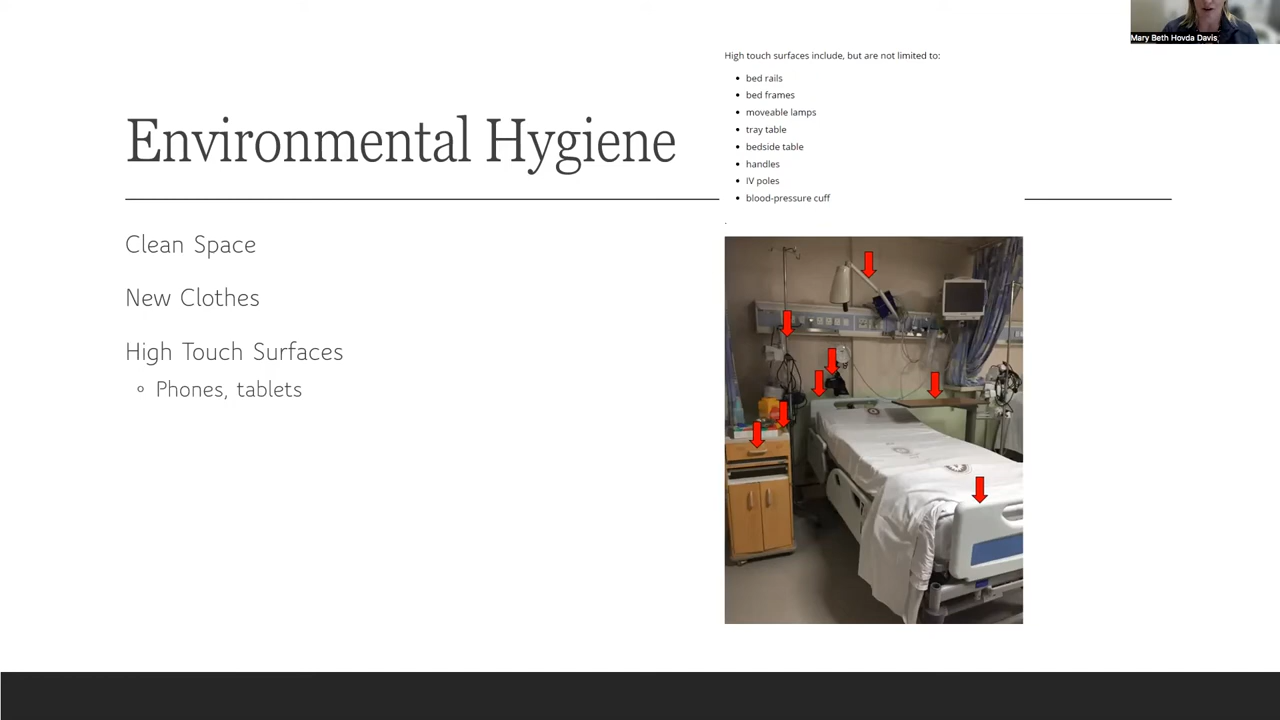 Mary Beth Hovda Davis
Environmental Hygiene
Clean Space
New Clothes
High Touch Surfaces
Phones, tablets
High touch surfaces include, but are not limited to:
bed rails
bed frames
moveable lamps
tray table
bedside table
handles
IV poles
blood-pressure cuff